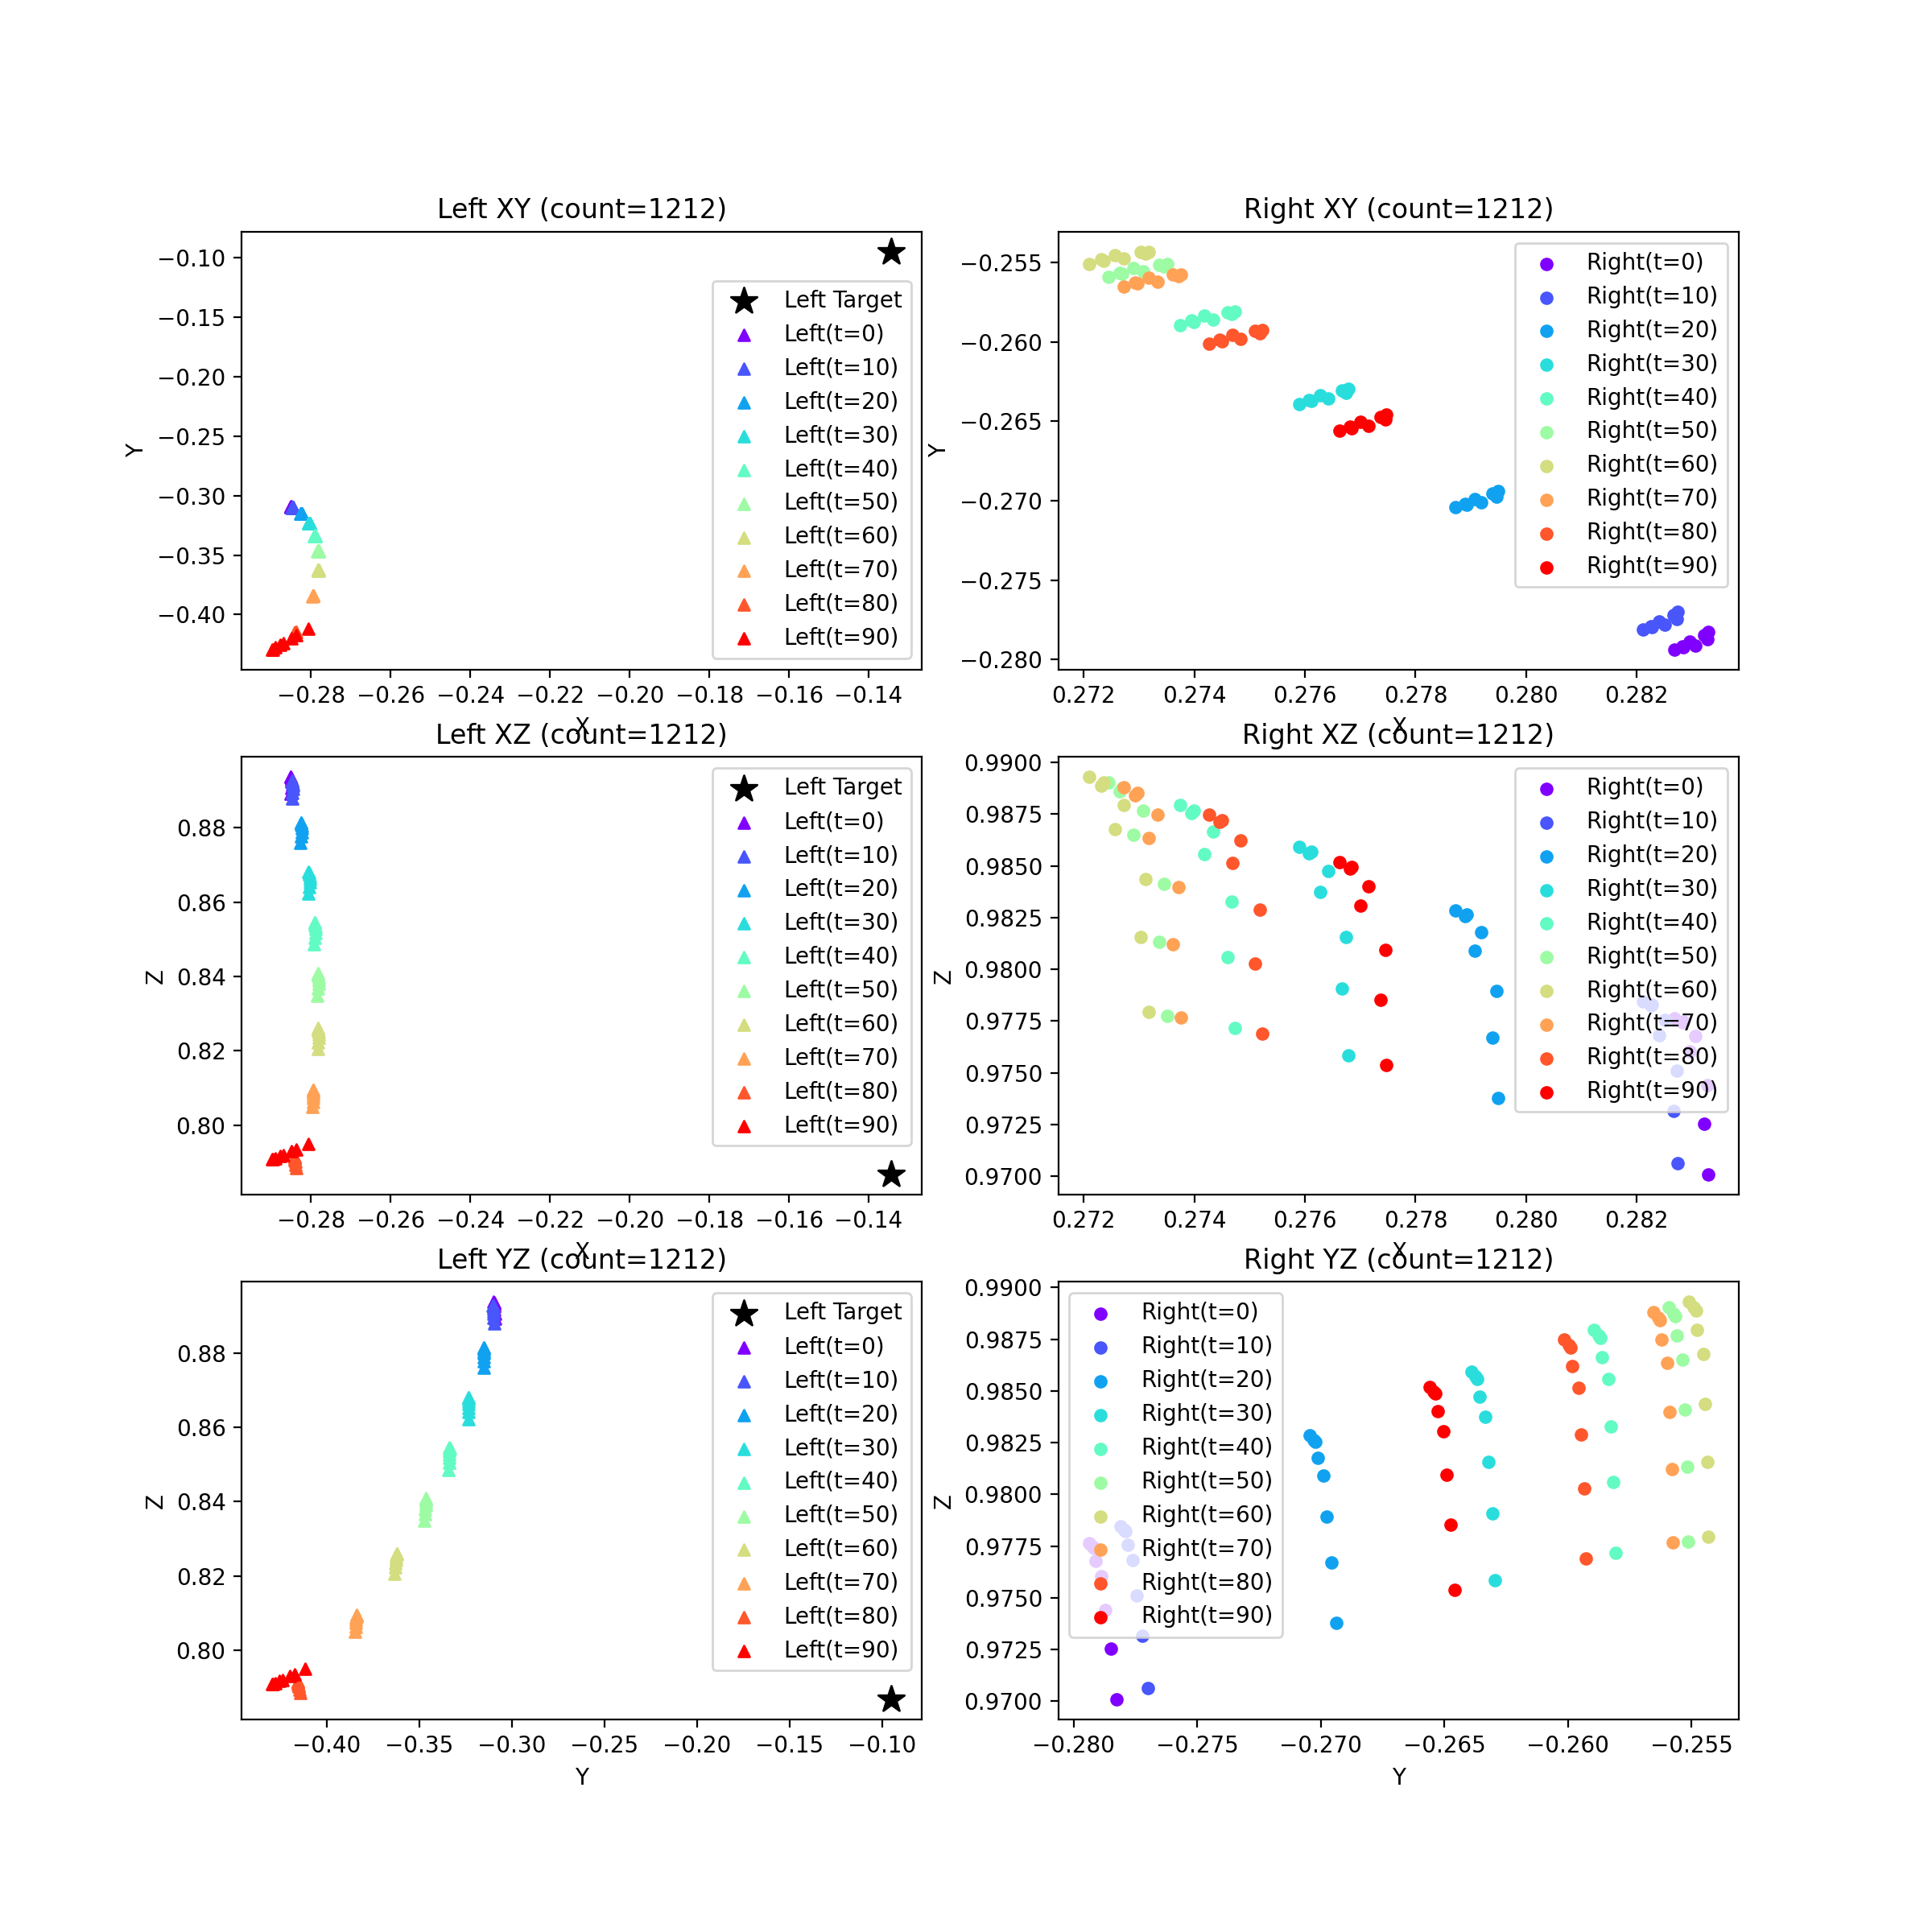 Left XY (count=1212)
Y
−0.10
−0.15
−0.20
−0.25
−0.30
−0.35
−0.40
Left Target
Left(t=0)
Left(t=10)
Left(t=20)
Left(t=30)
Left(t=40)
Left(t=50)
Left(t=60)
Left(t=70)
Left(t=80)
Left(t=90)
−0.28 −0.26 −0.24 −0.22 −0.20 −0.18 −0.16 −0.14
X
Right XY (count=1212)
Y
−0.255
−0.260
−0.265
−0.270
−0.275
−0.280
Right(t=0)
Right(t=10)
Right(t=20)
Right(t=30)
Right(t=40)
Right(t=50)
Right(t=60)
Right(t=70)
Right(t=80)
Right(t=90)
0.272 0.274 0.276 0.278 0.280 0.282
X
Left XZ (count=1212)
Z
0.88
0.86
0.84
0.82
0.80
Left Target
Left(t=0)
Left(t=10)
Left(t=20)
Left(t=30)
Left(t=40)
Left(t=50)
Left(t=60)
Left(t=70)
Left(t=80)
Left(t=90)
−0.28 −0.26 −0.24 −0.22 −0.20 −0.18 −0.16 −0.14
X
Right XZ (count=1212)
Z
0.9900
0.9875
0.9850
0.9825
0.9800
0.9775
0.9750
0.9725
0.9700
Right(t=0)
Right(t=10)
Right(t=20)
Right(t=30)
Right(t=40)
Right(t=50)
Right(t=60)
Right(t=70)
Right(t=80)
Right(t=90)
0.272 0.274 0.276 0.278 0.280 0.282
X
Left YZ (count=1212)
Z
0.88
0.86
0.84
0.82
0.80
Left Target
Left(t=0)
Left(t=10)
Left(t=20)
Left(t=30)
Left(t=40)
Left(t=50)
Left(t=60)
Left(t=70)
Left(t=80)
Left(t=90)
−0.40 −0.35 −0.30 −0.25 −0.20 −0.15 −0.10
Y
Right YZ (count=1212)
Z
0.9900
0.9875
0.9850
0.9825
0.9800
0.9775
0.9750
0.9725
0.9700
Right(t=0)
Right(t=10)
Right(t=20)
Right(t=30)
Right(t=40)
Right(t=50)
Right(t=60)
Right(t=70)
Right(t=80)
Right(t=90)
−0.280 −0.275 −0.270 −0.265 −0.260 −0.255
Y